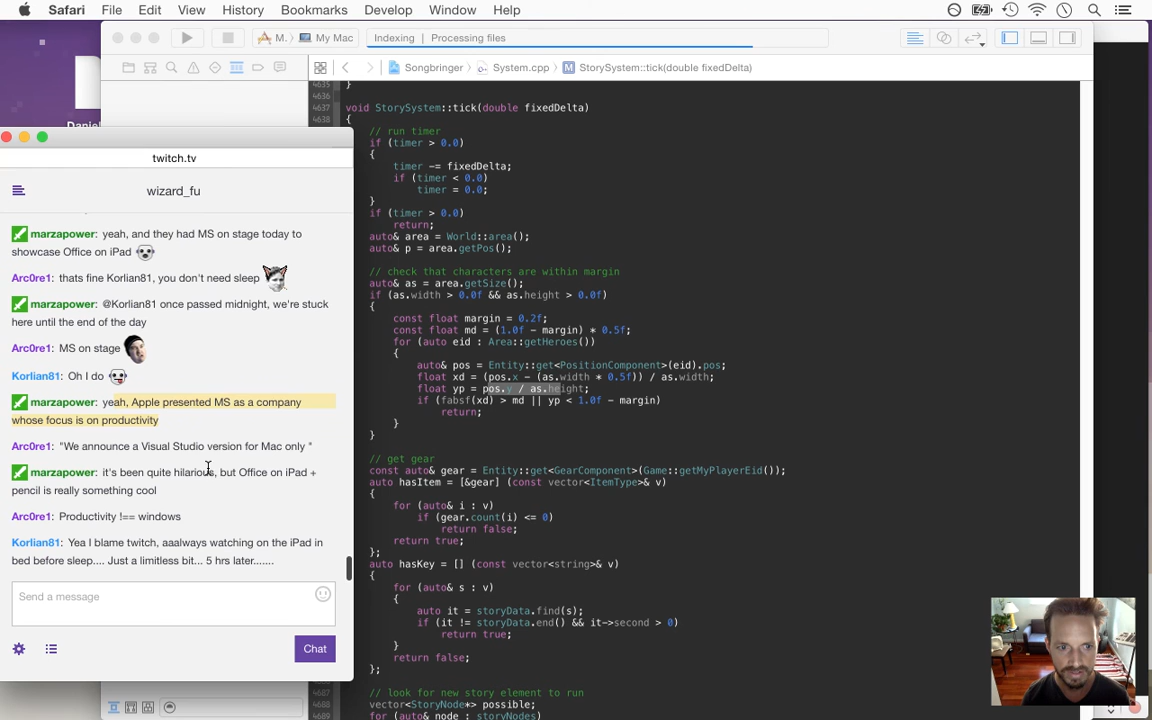 Safari File Edit View History Bookmarks Develop Window Help
M. My Mac Indexing | Processing files
Songbringer System.cpp M StorySystem::tick(double fixedDelta)
Daniel
twitch.tv
wizard_fu
marzapower: yeah, and they had MS on stage today to
showcase Office on iPad
Arc0re1: thats fine Korlian81, you don't need sleep
marzapower: @Korlian81 once passed midnight, we're stuck
here until the end of the day
Arc0re1: MS on stage
Korlian81: Oh I do
marzapower: yeah, Apple presented MS as a company
whose focus is on productivity
Arc0re1: "We announce a Visual Studio version for Mac only "
marzapower: it's been quite hilarious, but Office on iPad +
pencil is really something cool
Arc0re1: Productivity !== windows
Korlian81: Yea I blame twitch, aaalways watching on the iPad in
bed before sleep.... Just a limitless bit... 5 hrs later.......
Send a message
Chat
4635 }
4636
4637 void StorySystem::tick(double fixedDelta)
4638 {
// run timer
if (timer > 0.0)
{
timer -= fixedDelta;
if (timer < 0.0)
timer = 0.0;
}
if (timer > 0.0)
return;
auto& area = World::area();
auto& p = area.getPos();
// check that characters are within margin
auto& as = area.getSize();
if (as.width > 0.0f && as.height > 0.0f)
{
const float margin = 0.2f;
const float md = (1.0f - margin) * 0.5f;
for (auto eid : Area::getHeroes())
{
auto& pos = Entity::get<PositionComponent>(eid).pos;
float xd = (pos.x - (as.width * 0.5f)) / as.width;
float yp = pos.y / as.height;
if (fabsf(xd) > md || yp < 1.0f - margin)
return;
}
}
// get gear
const auto& gear = Entity::get<GearComponent>(Game::getMyPlayerEid());
auto hasItem = [&gear] (const vector<ItemType>& v)
{
for (auto& i : v)
if (gear.count(i) <= 0)
return false;
return true;
};
auto hasKey = [] (const vector<string>& v)
{
for (auto& s : v)
{
auto it = storyData.find(s);
if (it != storyData.end() && it->second > 0)
return true;
}
return false;
};
4687 // look for new story element to run
4688 vector<StoryNode*> possible;
4689 for (auto& node : storyNodes)